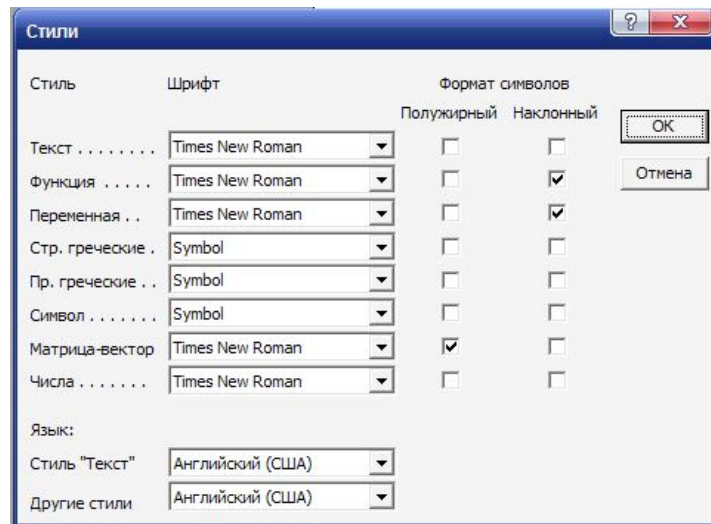 Стили
Стиль Шрифт Формат символов
Полужирный Наклонный
OK
Текст . . . . . . . . Times New Roman
Отмена
Функция . . . . . Times New Roman
Переменная . . Times New Roman
Стр. греческие . Symbol
Пр. греческие . . Symbol
Символ . . . . . . . Symbol
Матрица-вектор Times New Roman
Числа . . . . . . . Times New Roman
Язык:
Стиль "Текст" Английский (США)
Другие стили Английский (США)